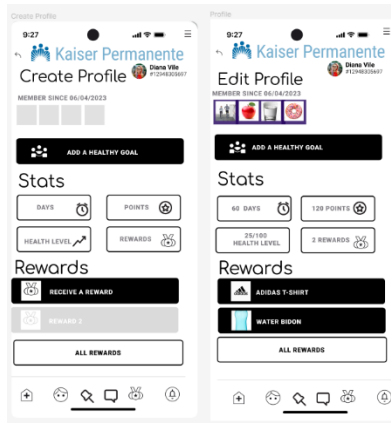 Create Profile
9:27
Kaiser Permanente
Create Profile
Diana Vile
#12948305697
MEMBER SINCE 06/04/2023
ADD A HEALTHY GOAL
Stats
DAYS
POINTS
HEALTH LEVEL
REWARDS
Rewards
RECEIVE A REWARD
REWARD 2
ALL REWARDS
Profile
9:27
Kaiser Permanente
Edit Profile
Diana Vile
#12948305697
MEMBER SINCE 06/04/2023
ADD A HEALTHY GOAL
Stats
60 DAYS
120 POINTS
25/100
HEALTH LEVEL
2 REWARDS
Rewards
ADIDAS T-SHIRT
WATER BIDON
ALL REWARDS